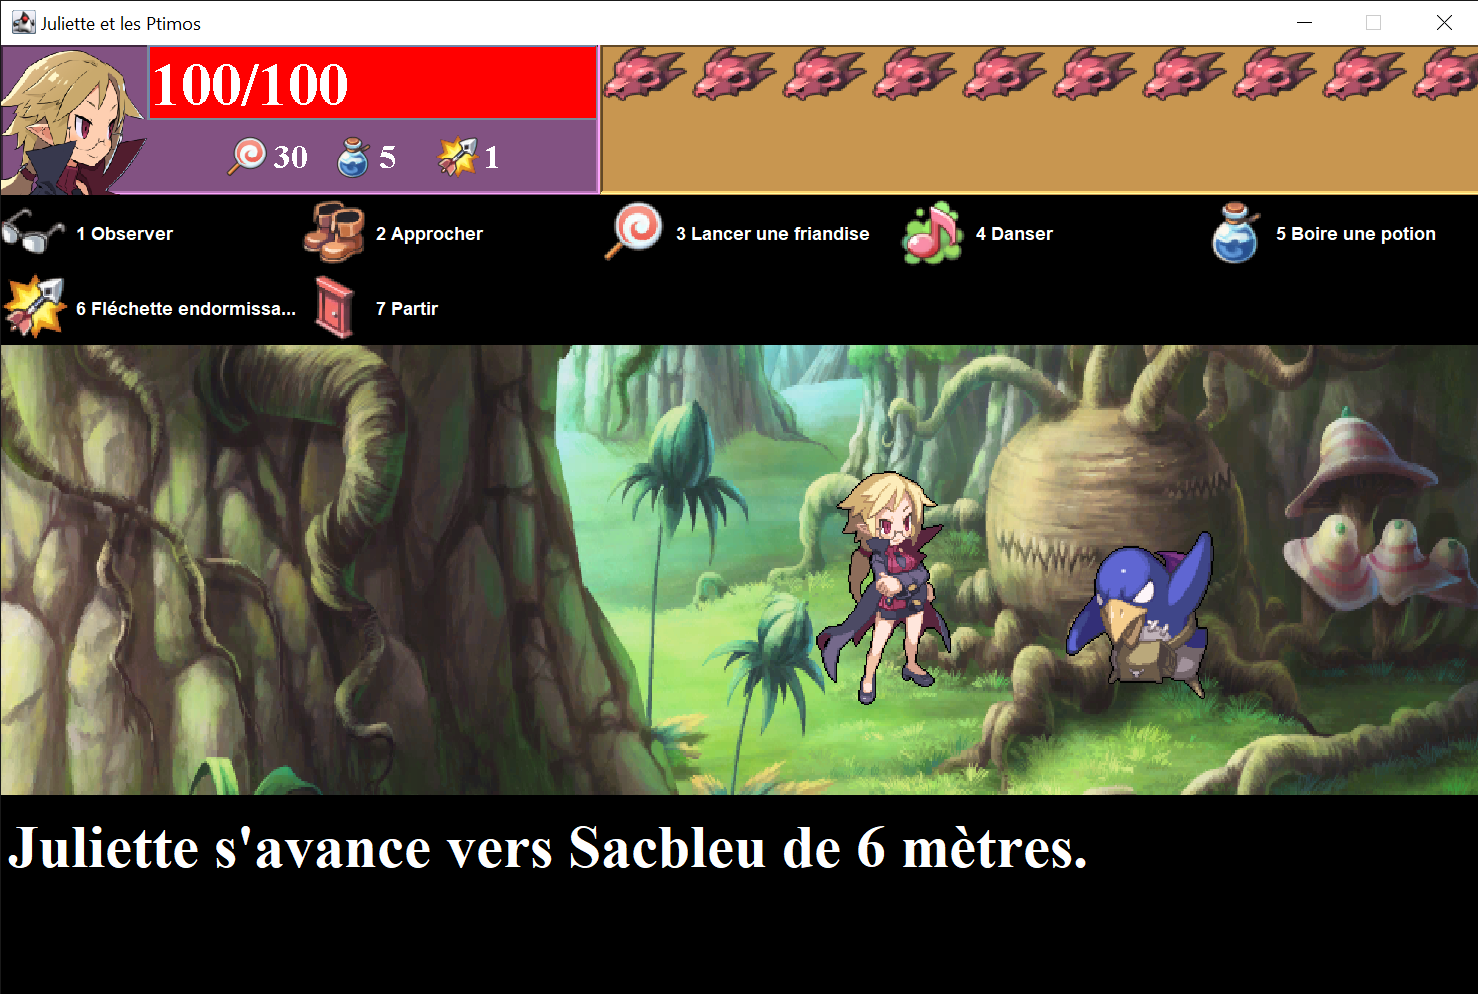 Juliette et les Ptimos
100/100
30 5 1
1 Observer 2 Approcher 3 Lancer une friandise 4 Danser 5 Boire une potion
6 Fléchette endormissa... 7 Partir
Juliette s'avance vers Sacbleu de 6 mètres.